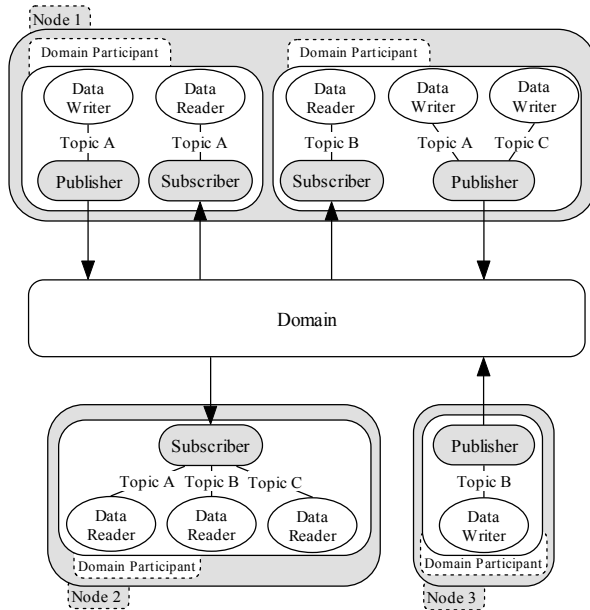 Node 1
Domain Participant
Domain Participant
Data
Writer
Data
Reader
Data
Reader
Data
Writer
Data
Writer
Topic A
Topic A
Topic B
Topic A
Topic C
Publisher
Subscriber
Subscriber
Publisher
Domain
Subscriber
Topic A
Topic B
Topic C
Data
Reader
Data
Reader
Data
Reader
Domain Participant
Node 2
Publisher
Topic B
Data
Writer
Domain Participant
Node 3